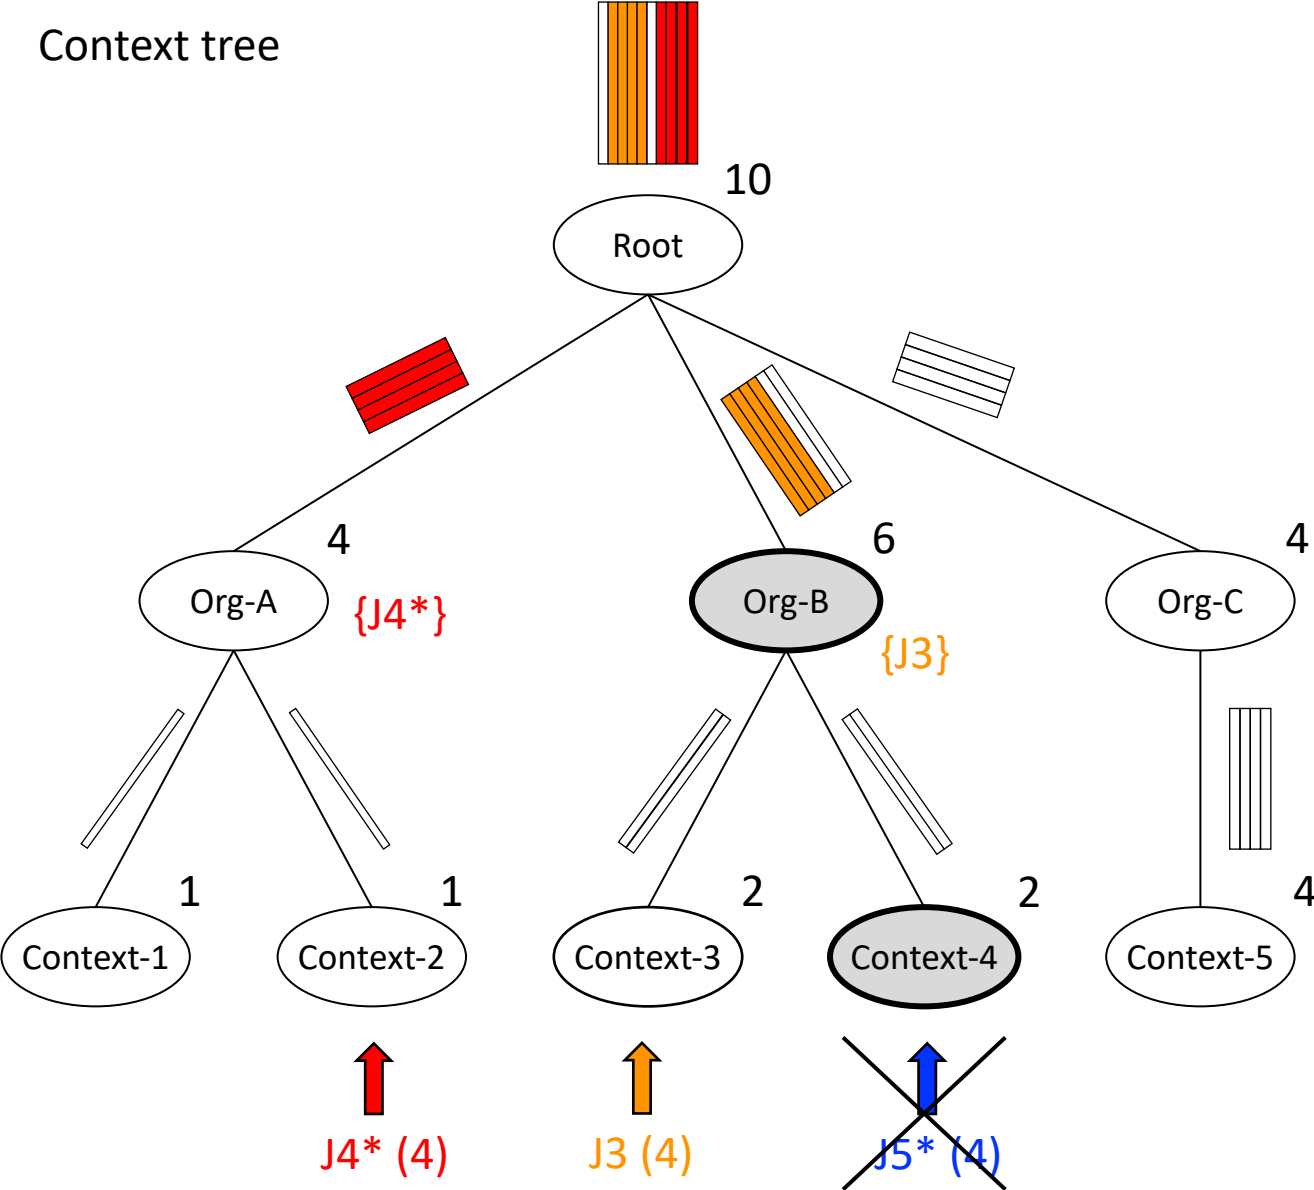 Context tree
10
Root
4
6
4
Org-A
Org-B
Org-C
{J4*}
{J3}
1
1
2
2
4
Context-1
Context-2
Context-3
Context-4
Context-5
J4* (4)
J3 (4)
J5* (4)